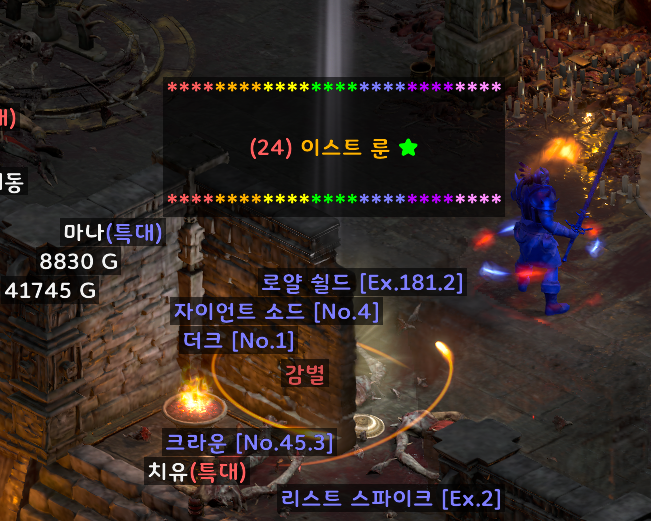 ****************************
(24) 이스트 룬
****************************
)
동
마나(특대)
8830 G
41745 G
로얄 쉴드 [Ex.181.2]
자이언트 소드 [No.4]
더크 [No.1]
감별
크라운 [No.45.3]
치유(특대)
리스트 스파이크 [Ex.2]